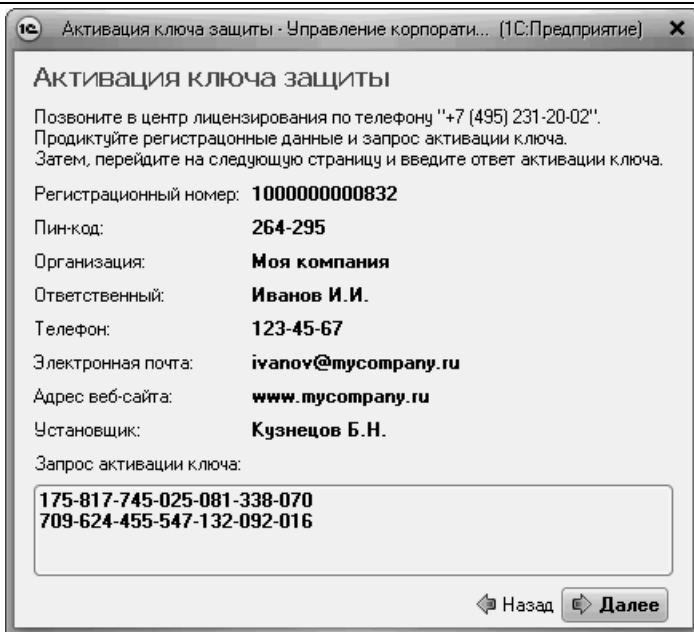 1С Активация ключа защиты - Управление корпорати... (1С:Предприятие)
Активация ключа защиты
Позвоните в центр лицензирования по телефону "+7 (495) 231-20-02".
Продиктуйте регистрацонные данные и запрос активации ключа.
Затем, перейдите на следующую страницу и введите ответ активации ключа.
Регистрационный номер: 1000000000832
Пин-код: 264-295
Организация: Моя компания
Ответственный: Иванов И.И.
Телефон: 123-45-67
Электронная почта: ivanov@mycompany.ru
Адрес веб-сайта: www.mycompany.ru
Установщик: Кузнецов Б.Н.
Запрос активации ключа:
175-817-745-025-081-338-070
709-624-455-547-132-092-016
Назад Далее